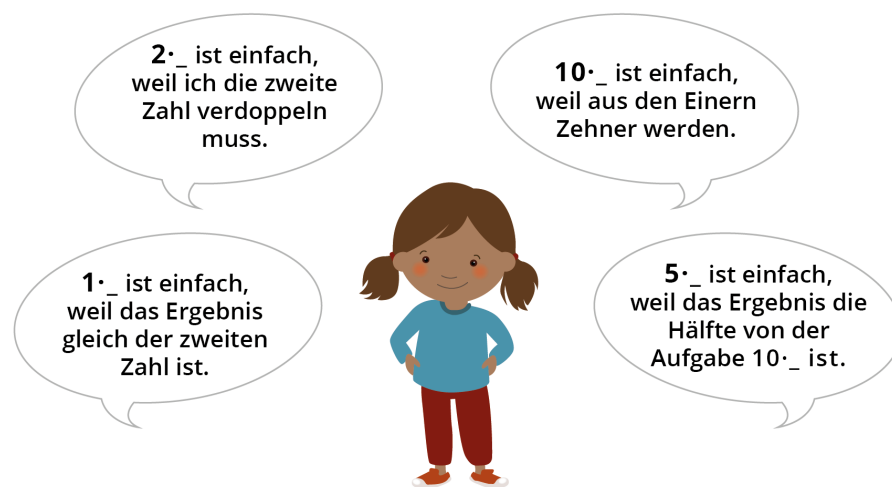 2·_ ist einfach,
weil ich die zweite
Zahl verdoppeln
muss.
10·_ ist einfach,
weil aus den Einern
Zehner werden.
1·_ ist einfach,
weil das Ergebnis
gleich der zweiten
Zahl ist.
5·_ ist einfach,
weil das Ergebnis die
Hälfte von der
Aufgabe 10·_ ist.